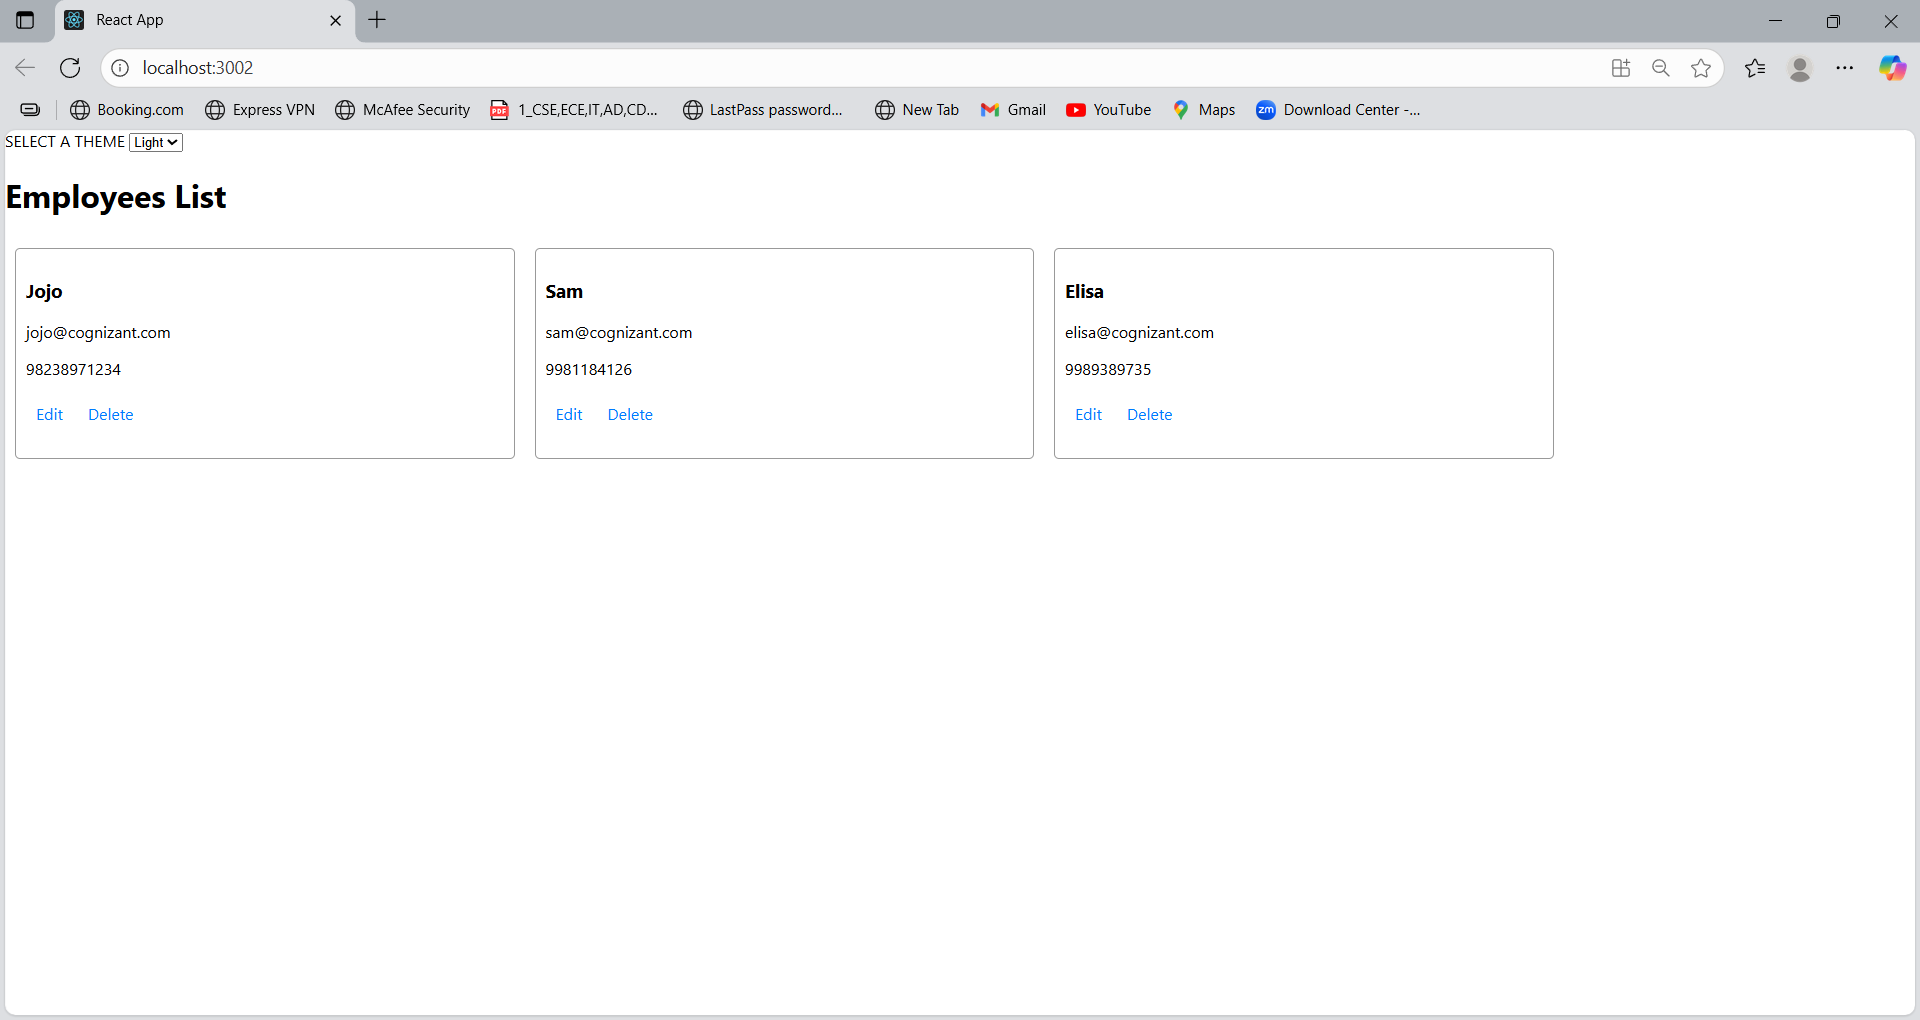 React App
localhost:3002
Booking.com Express VPN McAfee Security PDF 1_CSE,ECE,IT,AD,CD... LastPass password... New Tab Gmail YouTube Maps zm Download Center -...
SELECT A THEME Light
Employees List
Jojo
jojo@cognizant.com
98238971234
Edit Delete
Sam
sam@cognizant.com
9981184126
Edit Delete
Elisa
elisa@cognizant.com
9989389735
Edit Delete